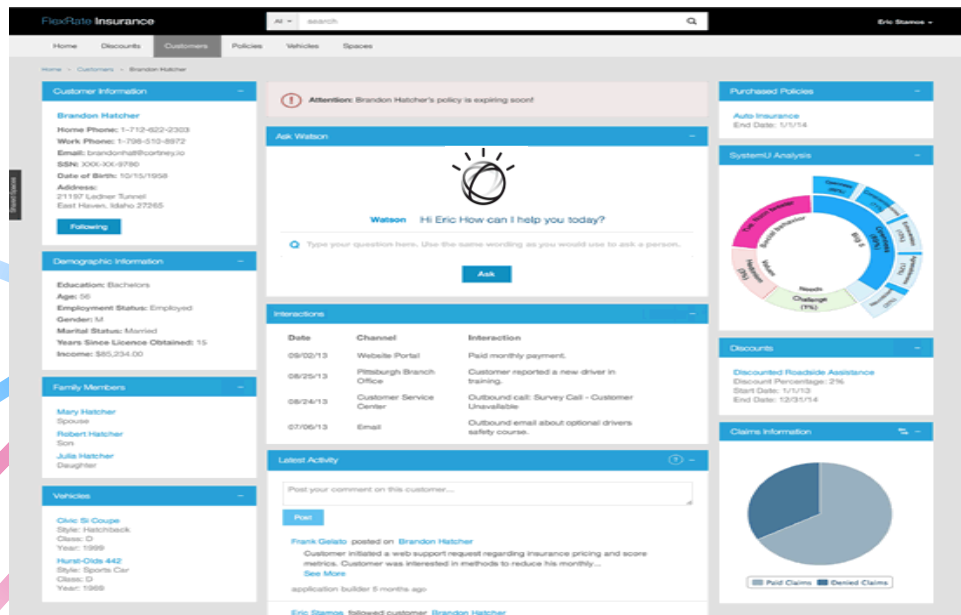 FlexRate Insurance
All
search
Eric Stamos
Home Discounts Customers Policies Vehicles Spaces
Home > Customers > Brandon Hatcher
Customer Information
Brandon Hatcher
Home Phone: 1-712-622-2303
Work Phone: 1-798-510-8972
Email: brandonhat@cortney.io
SSN: XXX-XX-9780
Date of Birth: 10/15/1958
Address:
21197 Ledner Tunnel
East Haven, Idaho 27265
Following
Demographic Information
Education: Bachelors
Age: 56
Employment Status: Employed
Gender: M
Marital Status: Married
Years Since Licence Obtained: 15
Income: $85,234.00
Family Members
Mary Hatcher
Spouse
Robert Hatcher
Son
Julia Hatcher
Daughter
Vehicles
Civic Si Coupe
Style: Hatchback
Class: D
Year: 1999
Hurst-Olds 442
Style: Sports Car
Class: D
Year: 1969
Attention: Brandon Hatcher's policy is expiring soon!
Ask Watson
Watson Hi Eric How can I help you today?
Type your question here. Use the same wording as you would use to ask a person.
Ask
Interactions
Date Channel Interaction
09/02/13 Website Portal Paid monthly payment.
08/25/13 Pittsburgh Branch Office Customer reported a new driver in training.
08/24/13 Customer Service Center Outbound call: Survey Call - Customer Unavailable
07/06/13 Email Outbound email about optional drivers safety course.
Latest Activity
Post your comment on this customer...
Post
Frank Gelato posted on Brandon Hatcher
Customer initiated a web support request regarding insurance pricing and score
metrics. Customer was interested in methods to reduce his monthly...
See More
application builder 5 months ago
Eric Stamos followed customer Brandon Hatcher
Purchased Policies
Auto Insurance
End Date: 1/1/14
SystemU Analysis
Social Behavior
Big 5
Openness
Values
Hedonism
Needs
Challenge
(1%)
Discounts
Discounted Roadside Assistance
Discount Percentage: 2%
Start Date: 1/1/13
End Date: 12/31/14
Claims Information
Paid Claims Denied Claims